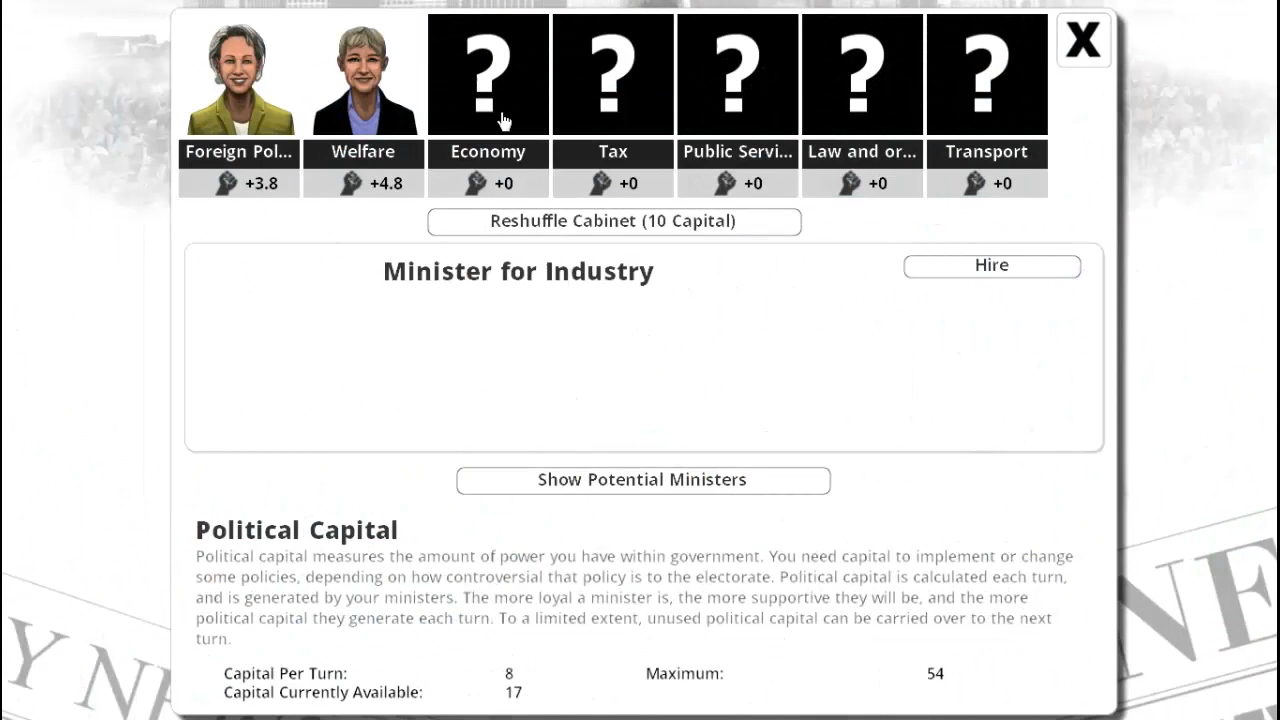 ? ? ? ? ? X
Foreign Pol... Welfare Economy Tax Public Servi... Law and or... Transport
+3.8 +4.8 +0 +0 +0 +0 +0
Reshuffle Cabinet (10 Capital)
Minister for Industry Hire
Show Potential Ministers
Political Capital
Political capital measures the amount of power you have within government. You need capital to implement or change
some policies, depending on how controversial that policy is to the electorate. Political capital is calculated each turn,
and is generated by your ministers. The more loyal a minister is, the more supportive they will be, and the more
political capital they generate each turn. To a limited extent, unused political capital can be carried over to the next
turn.
Capital Per Turn: 8 Maximum: 54
Capital Currently Available: 17